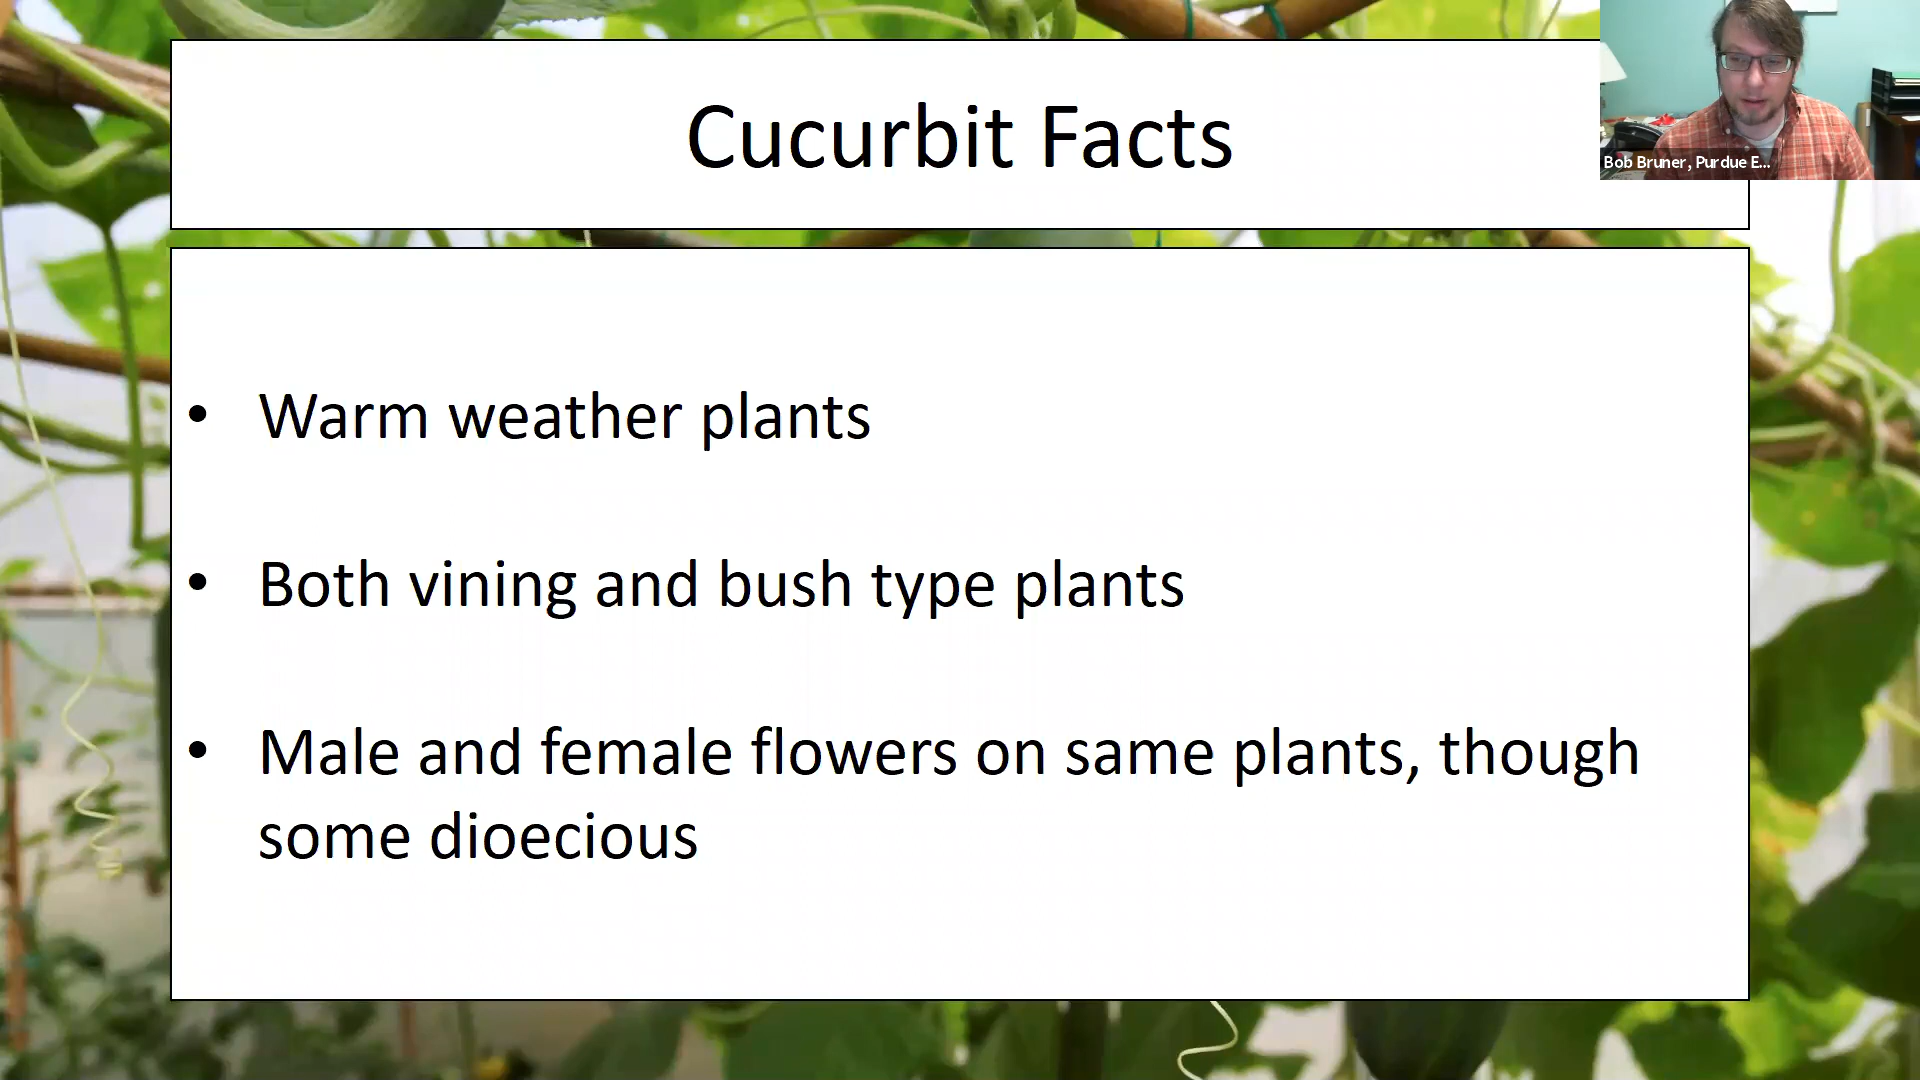 Cucurbit Facts
Bob Bruner, Purdue E...
• Warm weather plants
• Both vining and bush type plants
• Male and female flowers on same plants, though
some dioecious